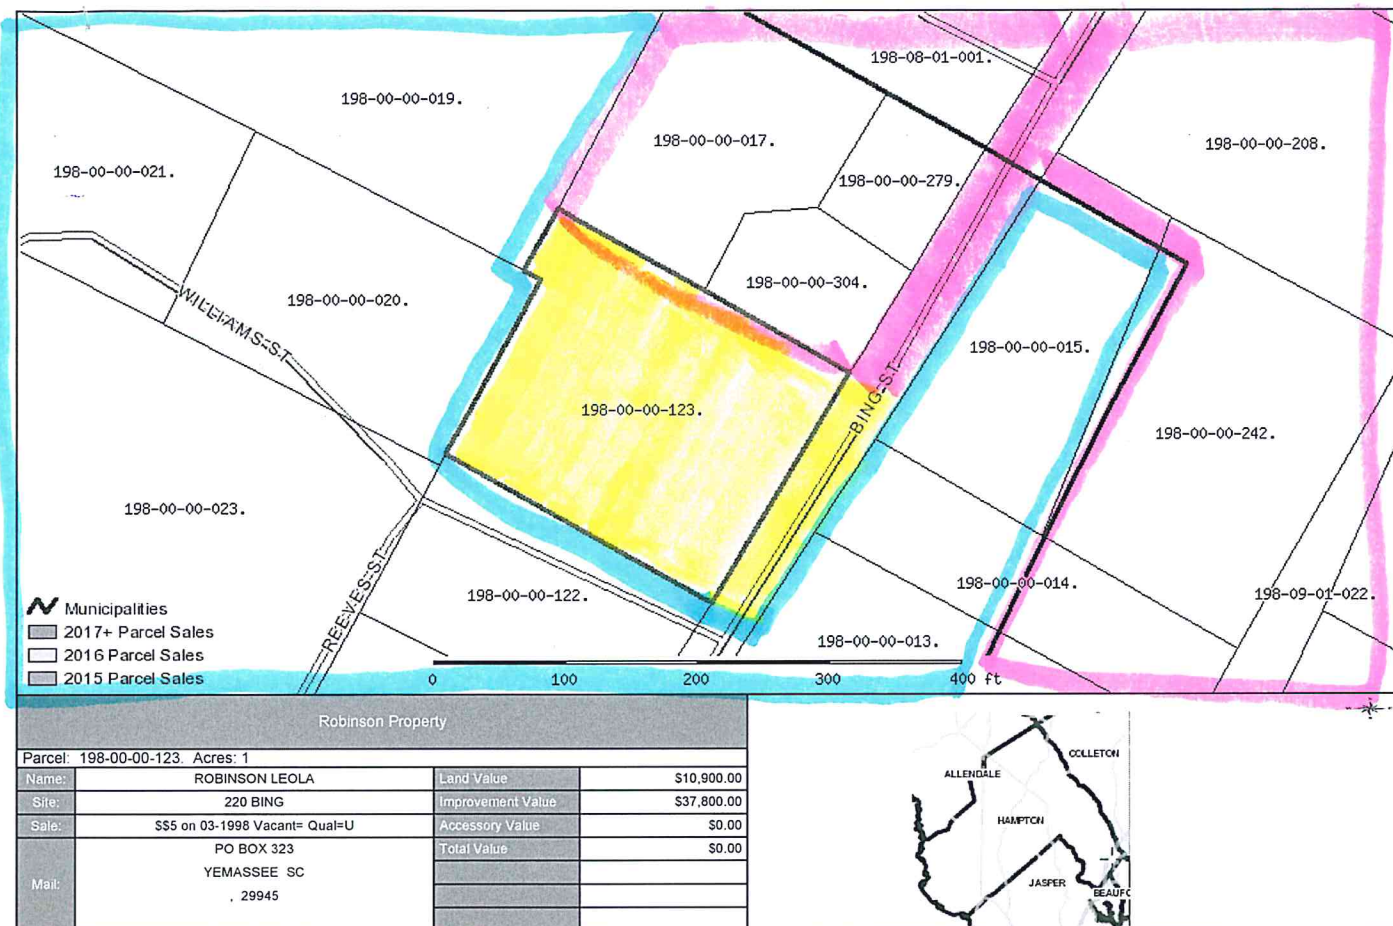 198-08-01-001.
198-00-00-019.
198-00-00-017.
198-00-00-208.
198-00-00-021.
198-00-00-279.
198-00-00-304.
198-00-00-020.
WILLIAMS-ST
198-00-00-015.
198-00-00-123.
BING-ST
198-00-00-242.
198-00-00-023.
REEVES-ST
198-00-00-122.
198-00-00-014.
198-09-01-022.
198-00-00-013.
Municipalities
2017+ Parcel Sales
2016 Parcel Sales
2015 Parcel Sales
0 100 200 300 400 ft
Robinson Property
Parcel: 198-00-00-123. Acres: 1
Name: ROBINSON LEOLA Land Value $10,900.00
Site: 220 BING Improvement Value $37,800.00
Sale: $$5 on 03-1998 Vacant= Qual=U Accessory Value $0.00
Mail: PO BOX 323 Total Value $0.00
YEMASSEE SC
, 29945
COLLETON
ALLENDALE
HAMPTON
JASPER
BEAUFC